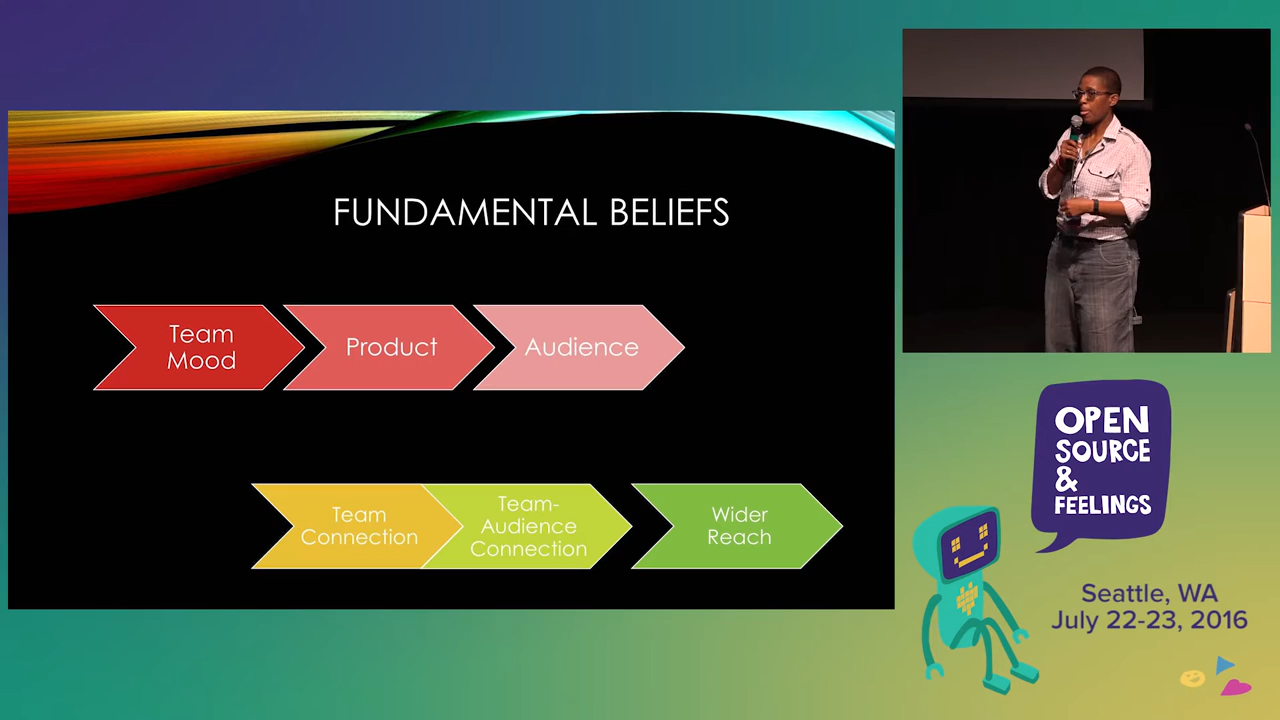 FUNDAMENTAL BELIEFS
Team
Mood
Product
Audience
Team
Connection
Team-
Audience
Connection
Wider
Reach
OPEN
SOURCE
&
FEELINGS
Seattle, WA
July 22-23, 2016